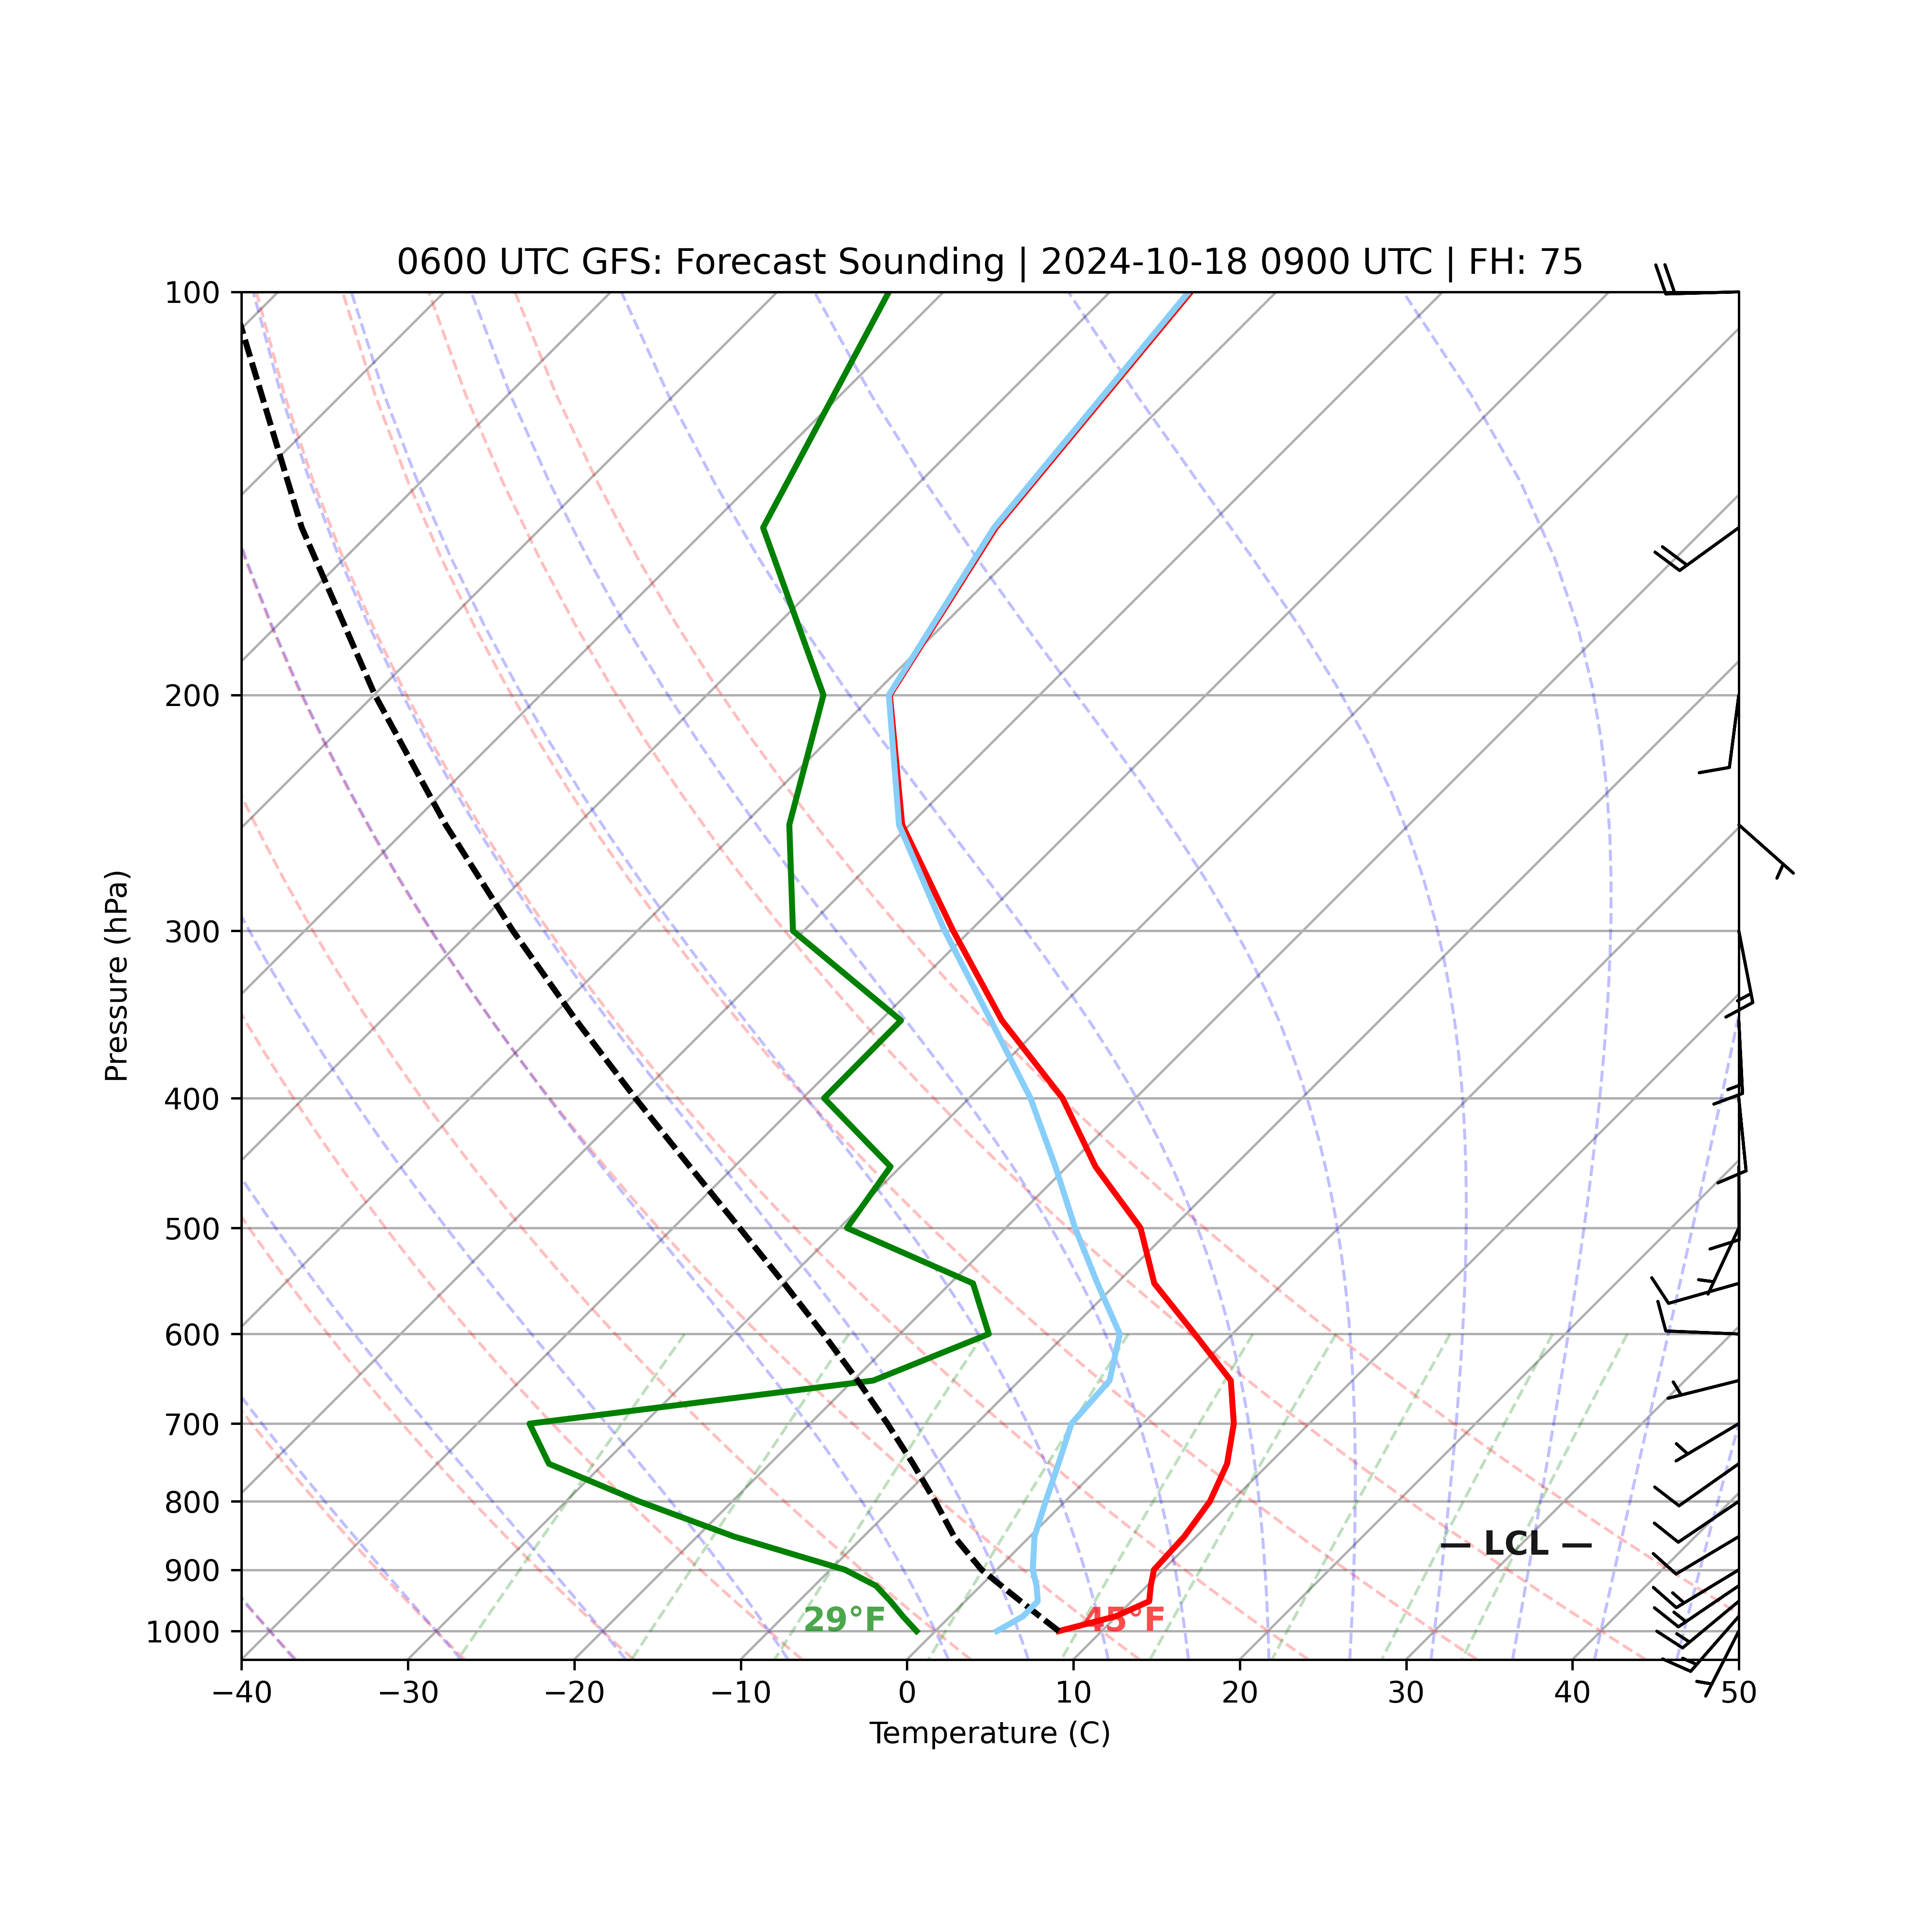 0600 UTC GFS: Forecast Sounding | 2024-10-18 0900 UTC | FH: 75
100
200
300
400
500
600
700
800
900
1000
Pressure (hPa)
— LCL —
29°F
45°F
−40 −30 −20 −10 0 10 20 30 40 50
Temperature (C)